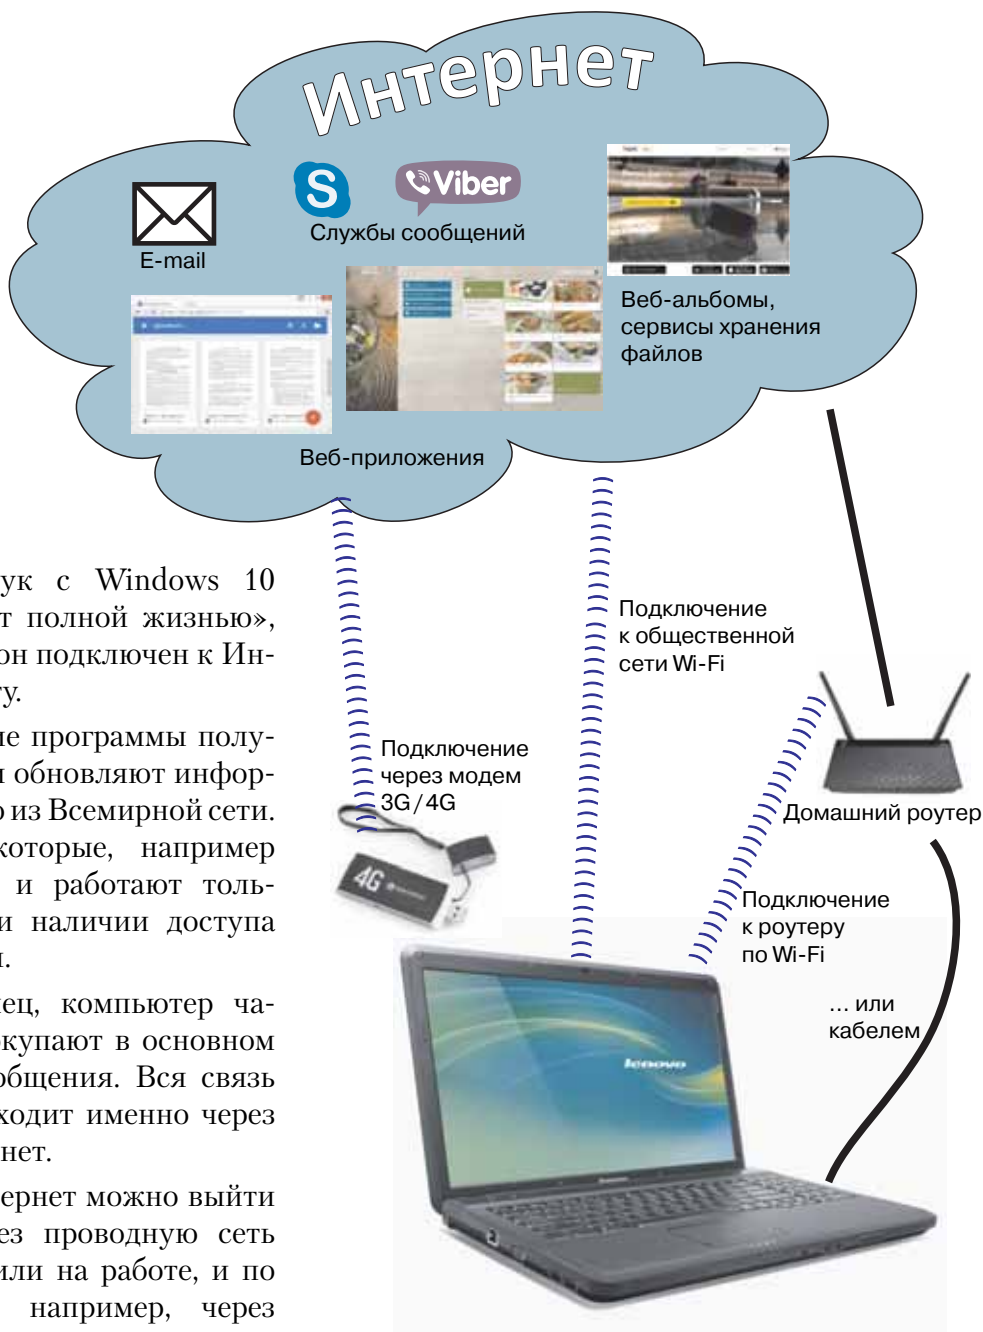 Интернет
S
Viber
Службы сообщений
E-mail
Веб-альбомы,
сервисы хранения
файлов
Веб-приложения
ук с Windows 10
т полной жизнью»,
он подключен к Ин-
у.
ие программы полу-
и обновляют инфор-
о из Всемирной сети.
которые, например
и работают толь-
и наличии доступа
и.
ец, компьютер ча-
окупают в основном
общения. Вся связь
ходит именно через
нет.
тернет можно выйти
ез проводную сеть
или на работе, и по
например, через
Подключение
к общественной
сети Wi-Fi
Подключение
через модем
3G/4G
4G
Домашний роутер
Подключение
к роутеру
по Wi-Fi
... или
кабелем
lenovo